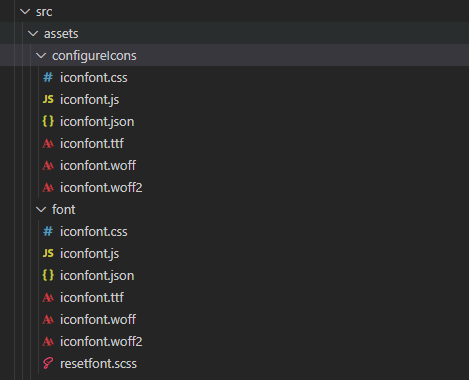 src
assets
configureIcons
# iconfont.css
JS iconfont.js
{} iconfont.json
iconfont.ttf
iconfont.woff
iconfont.woff2
font
# iconfont.css
JS iconfont.js
{} iconfont.json
iconfont.ttf
iconfont.woff
iconfont.woff2
resetfont.scss